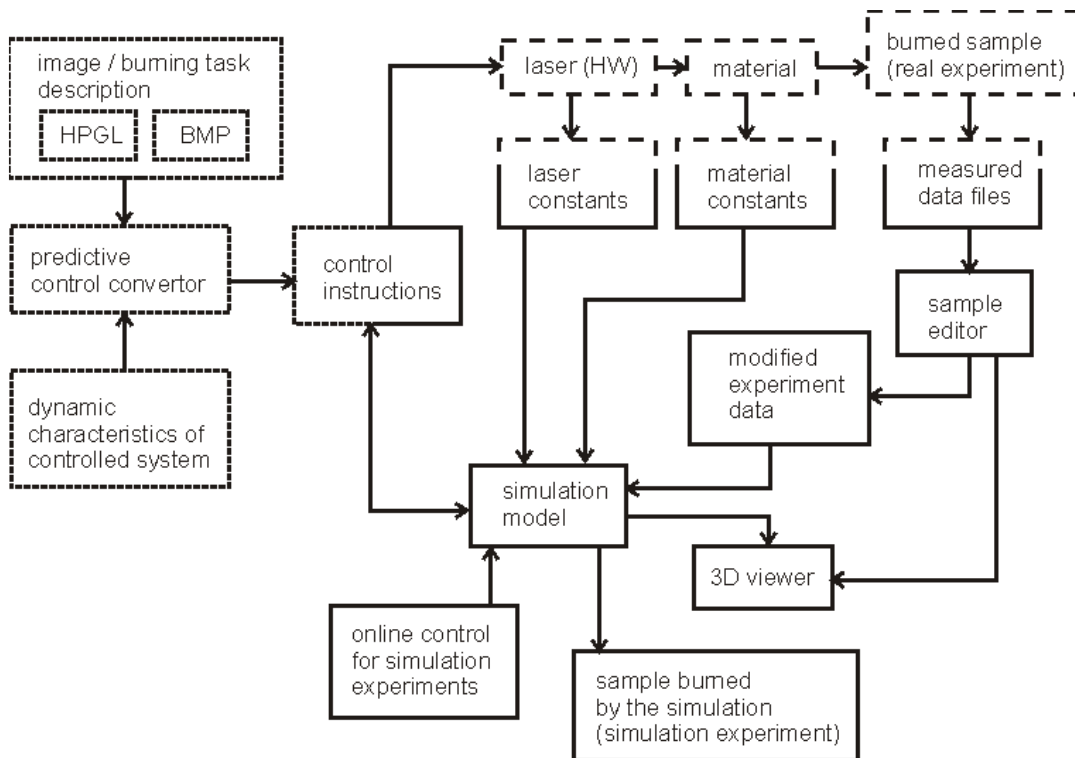 image / burning task
description
HPGL
BMP
predictive
control convertor
dynamic
characteristics of
controlled system
control
instructions
laser (HW)
material
burned sample
(real experiment)
laser
constants
material
constants
measured
data files
sample
editor
modified
experiment
data
simulation
model
3D viewer
online control
for simulation
experiments
sample burned
by the simulation
(simulation experiment)